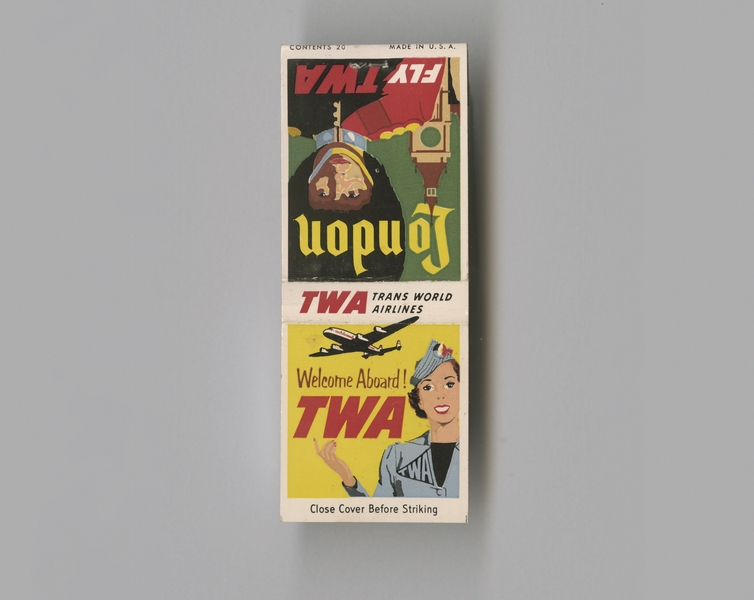 CONTENTS 20 MADE IN U. S. A.
FLY TWA
London
TWA TRANS WORLD
AIRLINES
Welcome Aboard!
TWA
TWA
Close Cover Before Striking